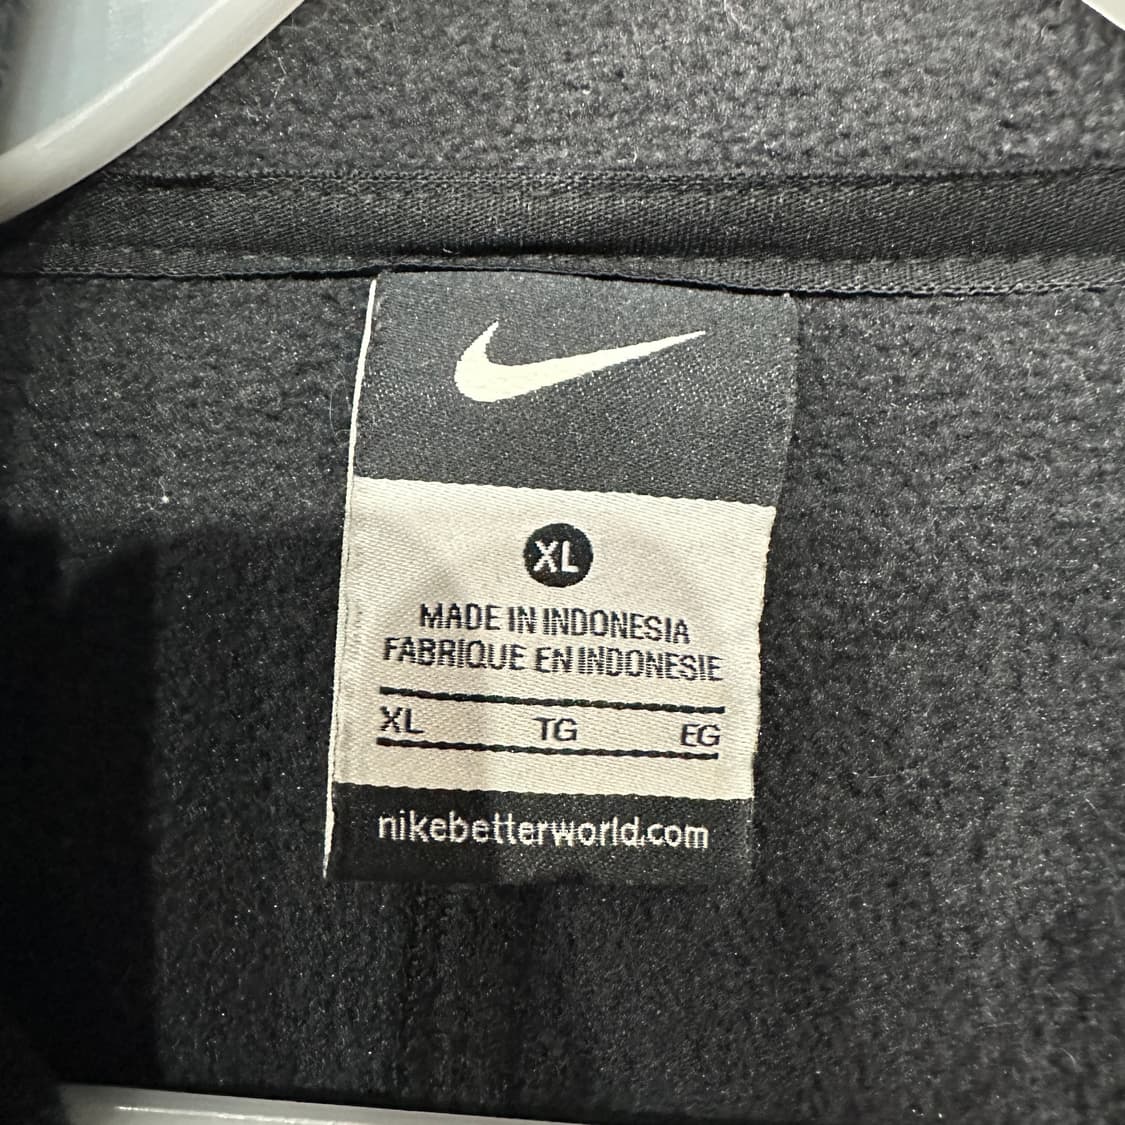 XL
MADE IN INDONESIA
FABRIQUE EN INDONESIE
XL TG EG
nikebetterworld.com